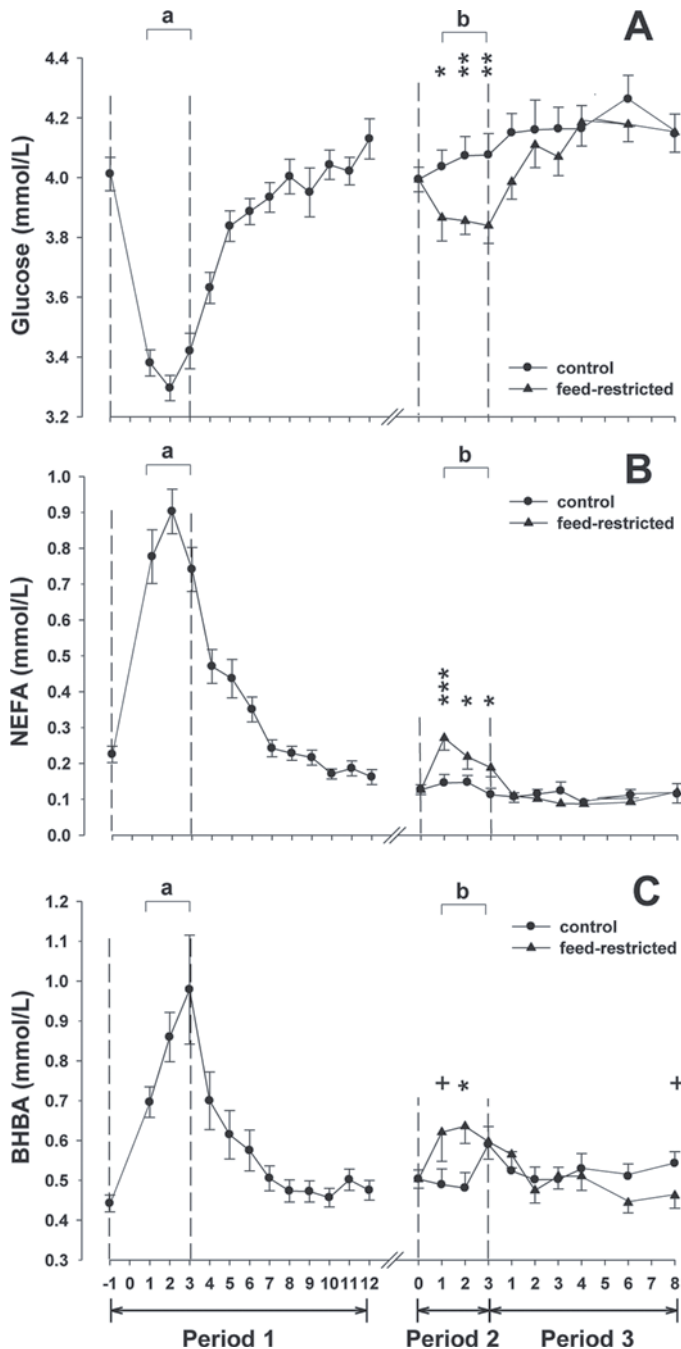 a
b
A
* ** **
4.4
4.2
4.0
3.8
3.6
3.4
3.2
Glucose (mmol/L)
control
feed-restricted
a
b
B
1.0
0.9
0.8
0.7
0.6
0.5
0.4
0.3
0.2
0.1
0.0
NEFA (mmol/L)
control
feed-restricted
*** * *
a
b
C
1.2
1.1
1.0
0.9
0.8
0.7
0.6
0.5
0.4
0.3
BHBA (mmol/L)
control
feed-restricted
+ * +
-1 0 1 2 3 4 5 6 7 8 9 10 11 12 0 1 2 3 1 2 3 4 6 7 8
Period 1 Period 2 Period 3